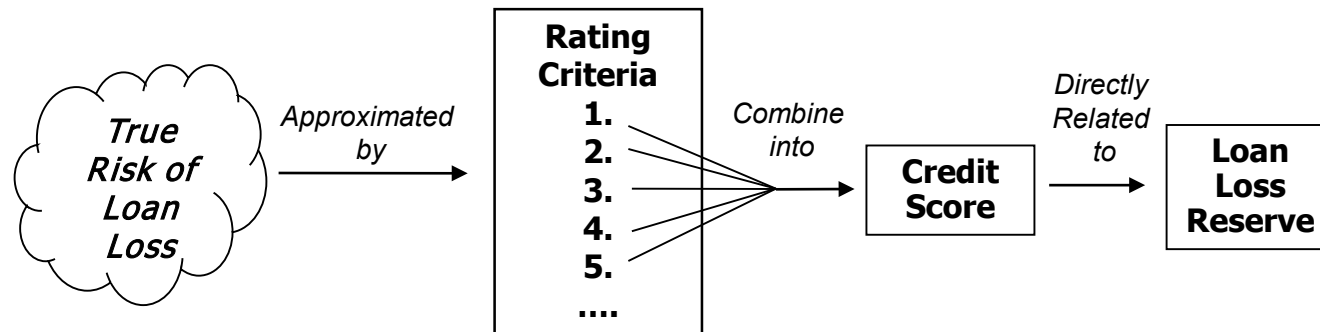 True
Risk of
Loan
Loss
Approximated
by
Rating
Criteria
1.
2.
3.
4.
5.
....
Combine
into
Credit
Score
Directly
Related
to
Loan
Loss
Reserve